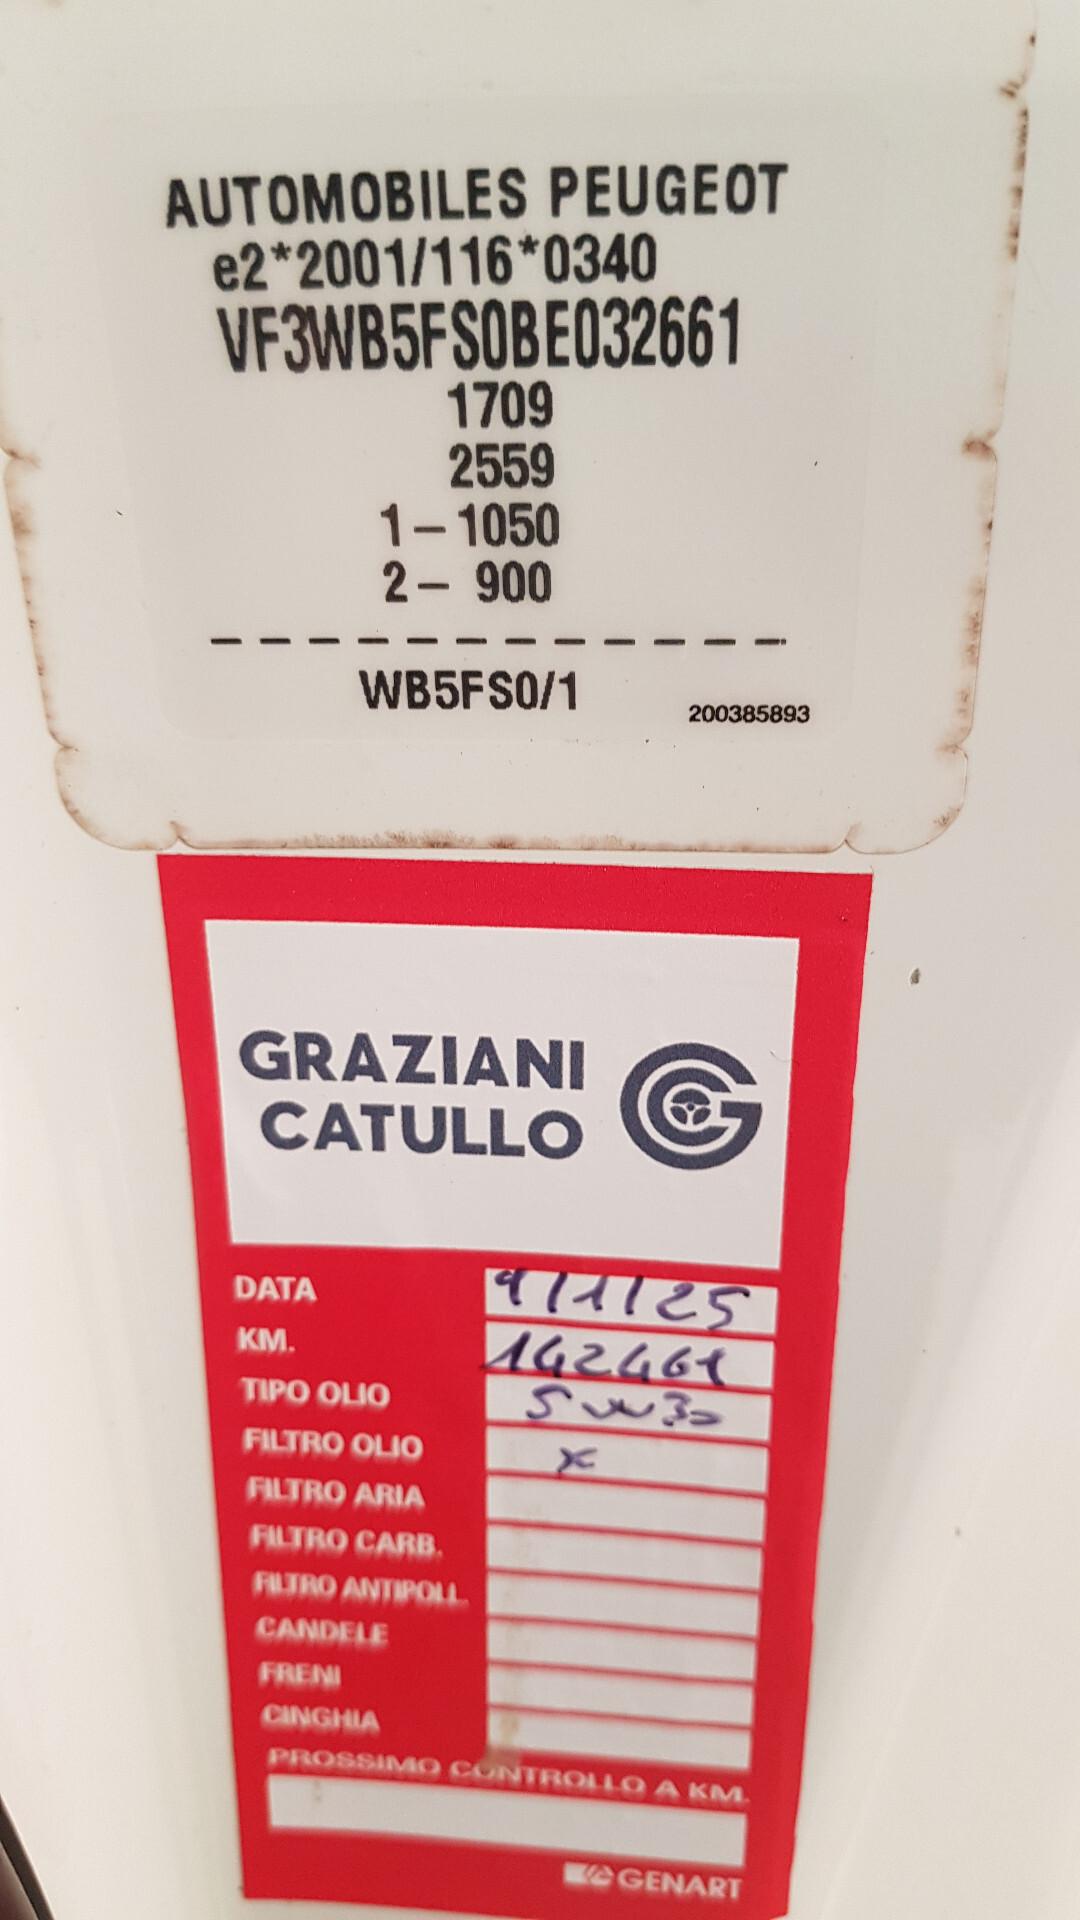 AUTOMOBILES PEUGEOT
e2*2001/116*0340
VF3WB5FS0BE032661
1709
2559
1-1050
2- 900
WB5FS0/1
200385893
GRAZIANI
CATULLO
DATA 9/1/25
KM. 142461
TIPO OLIO 5W30
FILTRO OLIO x
FILTRO ARIA
FILTRO CARB.
FILTRO ANTIPOLL.
CANDELE
FRENI
CINGHIA
PROSSIMO CONTROLLO A KM.
GENART